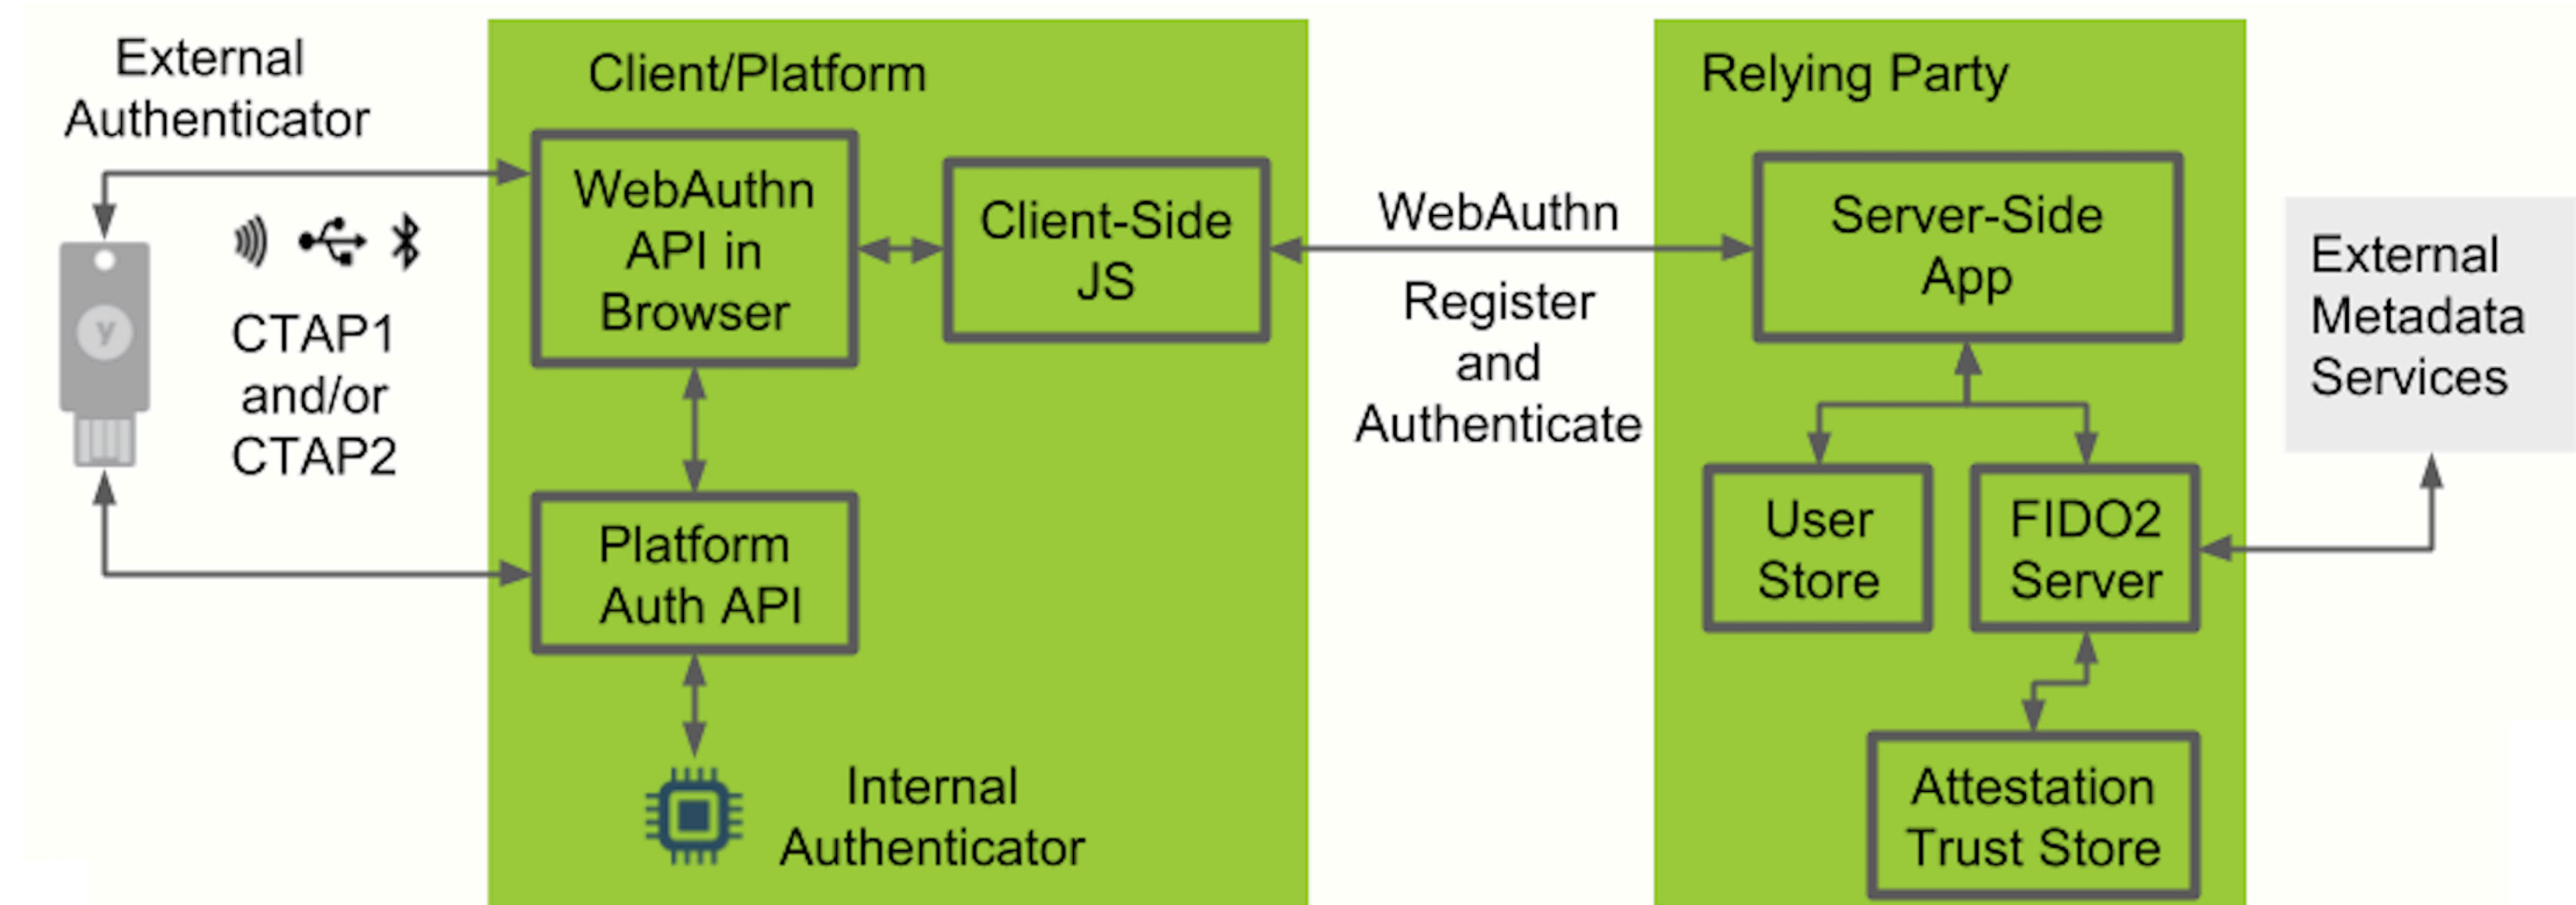 External
Authenticator
CTAP1
and/or
CTAP2
y
Client/Platform
WebAuthn
API in
Browser
Client-Side
JS
Platform
Auth API
Internal
Authenticator
WebAuthn
Register
and
Authenticate
Relying Party
Server-Side
App
User
Store
FIDO2
Server
Attestation
Trust Store
External
Metadata
Services